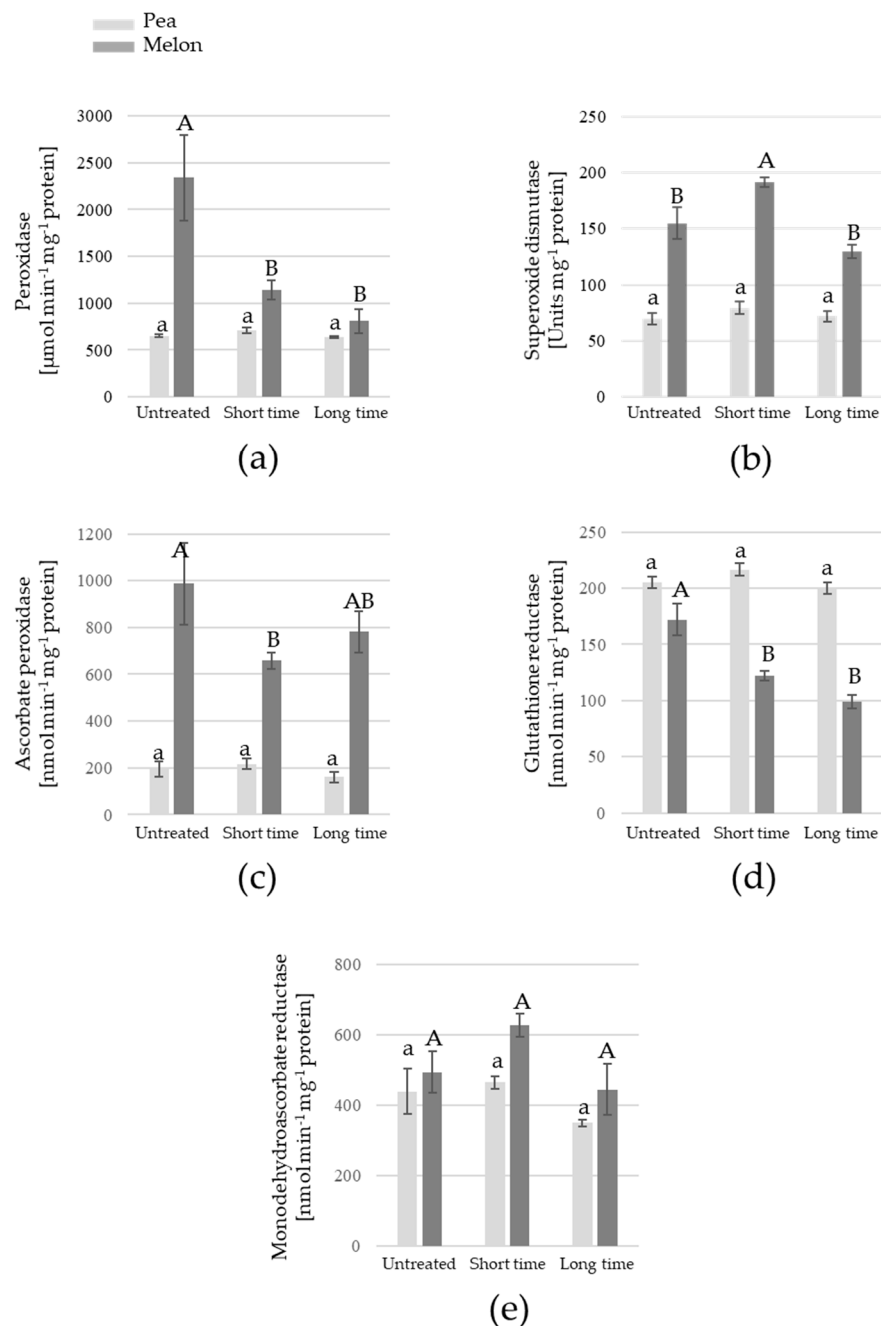 Pea
Melon
Peroxidase
[µmol min⁻¹ mg⁻¹ protein]
3000
2500
2000
1500
1000
500
0
a
A
a
B
a
B
Untreated
Short time
Long time
(a)
Superoxide dismutase
[Units mg⁻¹ protein]
250
200
150
100
50
0
a
B
a
A
a
B
Untreated
Short time
Long time
(b)
Ascorbate peroxidase
[nmol min⁻¹ mg⁻¹ protein]
1200
1000
800
600
400
200
0
a
A
a
B
a
AB
Untreated
Short time
Long time
(c)
Glutathione reductase
[nmol min⁻¹ mg⁻¹ protein]
250
200
150
100
50
0
a
A
a
B
a
B
Untreated
Short time
Long time
(d)
Monodehydroascorbate reductase
[nmol min⁻¹ mg⁻¹ protein]
800
600
400
200
0
a
A
a
A
a
A
Untreated
Short time
Long time
(e)